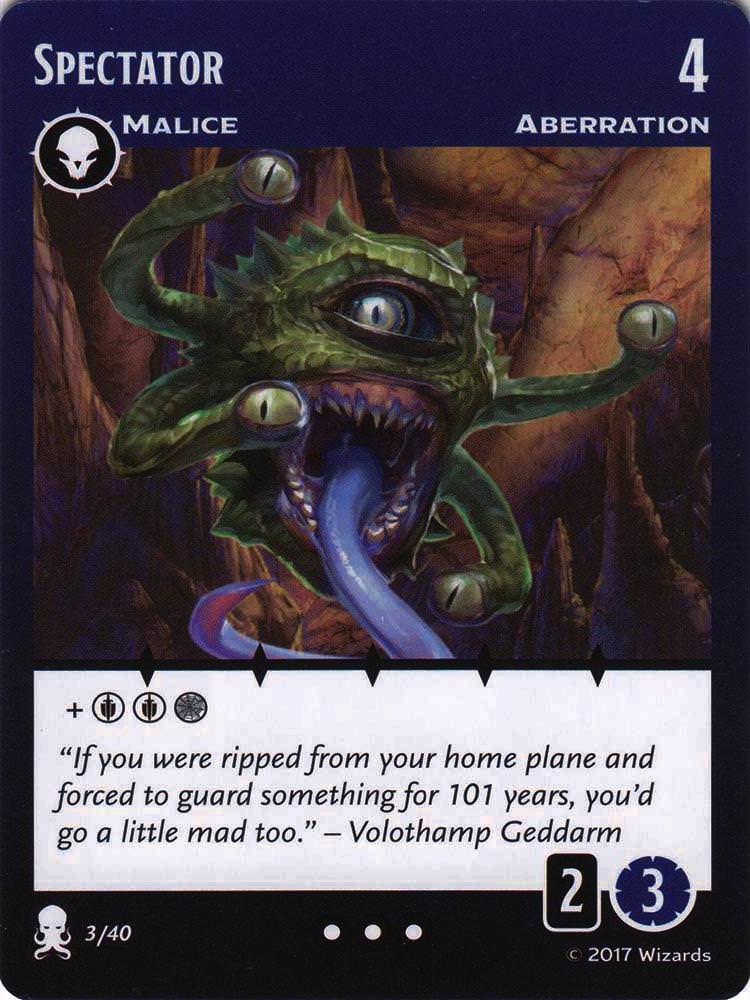 Spectator 4
Malice Aberration
+
“If you were ripped from your home plane and
forced to guard something for 101 years, you’d
go a little mad too.” – Volothamp Geddarm
2 3
3/40
© 2017 Wizards